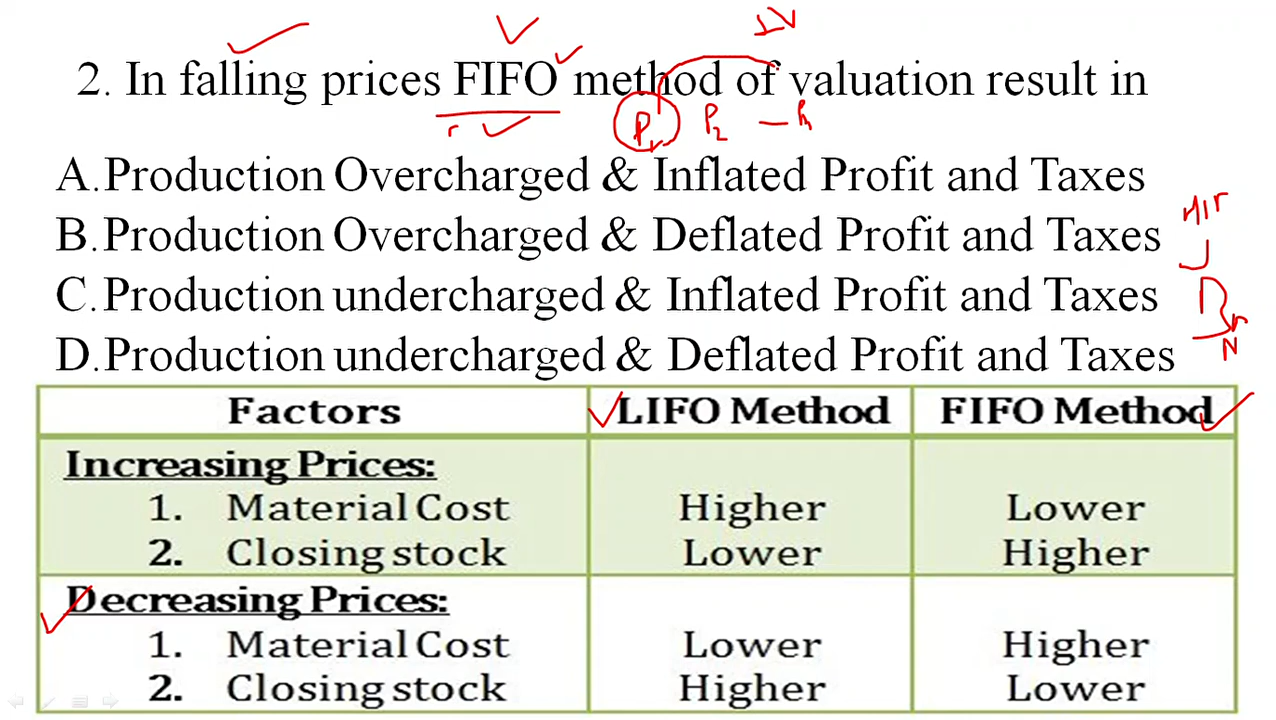 2. In falling prices FIFO method of valuation result in
P₁ P₂
A.Production Overcharged & Inflated Profit and Taxes
B.Production Overcharged & Deflated Profit and Taxes
C.Production undercharged & Inflated Profit and Taxes
D.Production undercharged & Deflated Profit and Taxes
Factors LIFO Method FIFO Method
Increasing Prices:
1. Material Cost Higher Lower
2. Closing stock Lower Higher
Decreasing Prices:
1. Material Cost Lower Higher
2. Closing stock Higher Lower